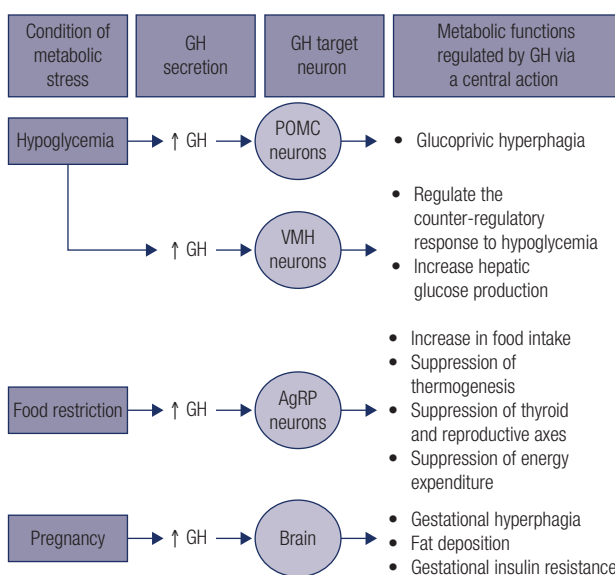 Condition of
metabolic
stress
GH
secretion
GH target
neuron
Metabolic functions
regulated by GH via
a central action
Hypoglycemia
↑ GH
POMC
neurons
• Glucoprivic hyperphagia
↑ GH
VMH
neurons
• Regulate the
counter-regulatory
response to hypoglycemia
• Increase hepatic
glucose production
Food restriction
↑ GH
AgRP
neurons
• Increase in food intake
• Suppression of
thermogenesis
• Suppression of thyroid
and reproductive axes
• Suppression of energy
expenditure
Pregnancy
↑ GH
Brain
• Gestational hyperphagia
• Fat deposition
• Gestational insulin resistance